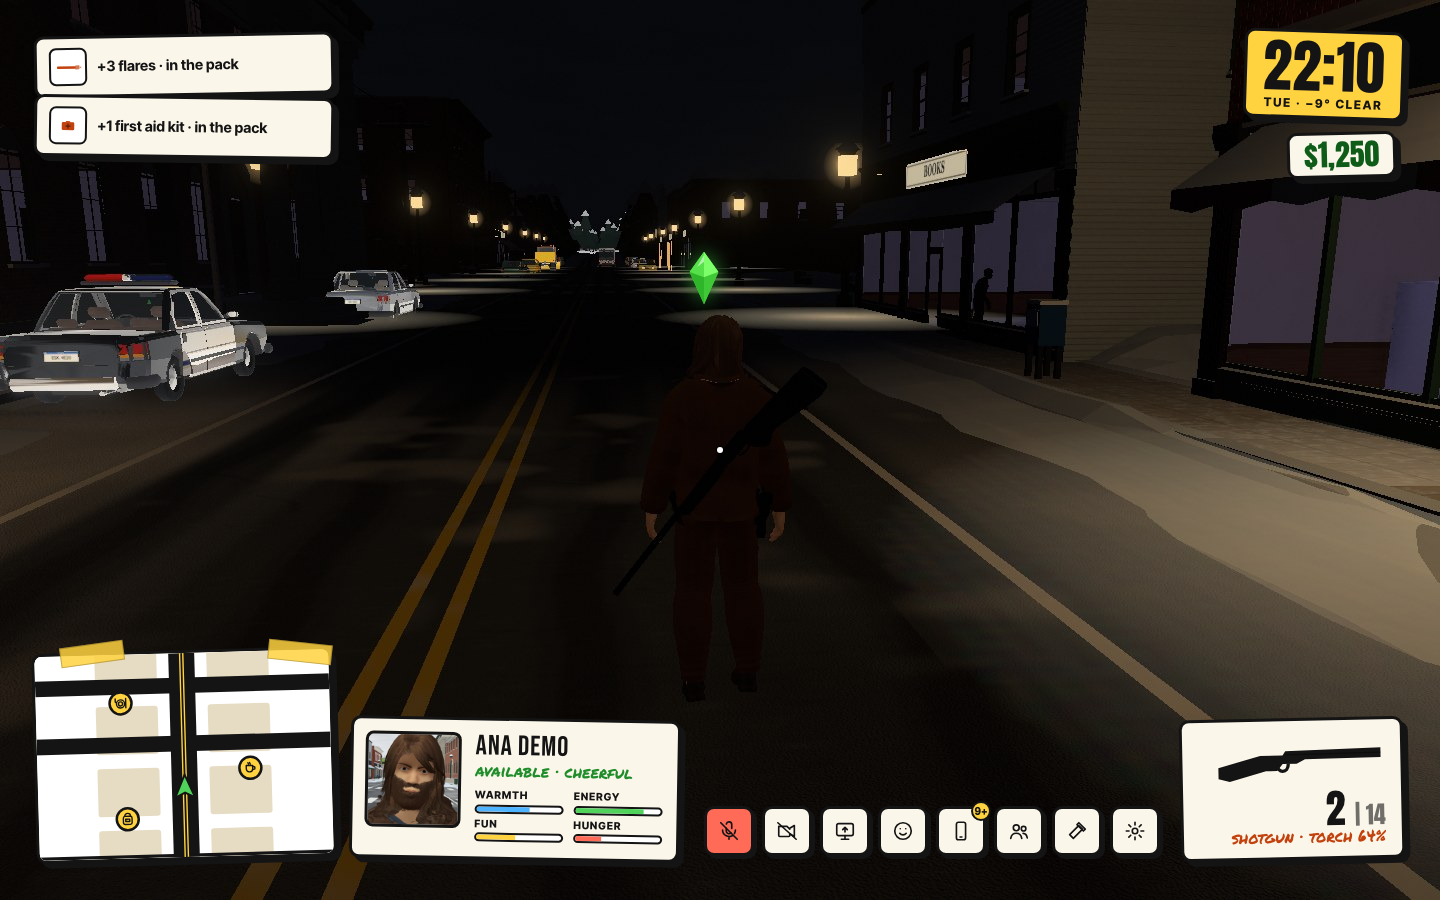 +3 flares · in the pack
+1 first aid kit · in the pack
22:10
TUE · −9° CLEAR
$1,250
BOOKS
ANA DEMO
AVAILABLE · CHEERFUL
WARMTH
ENERGY
FUN
HUNGER
9+
2 | 14
SHOTGUN · TORCH 64%